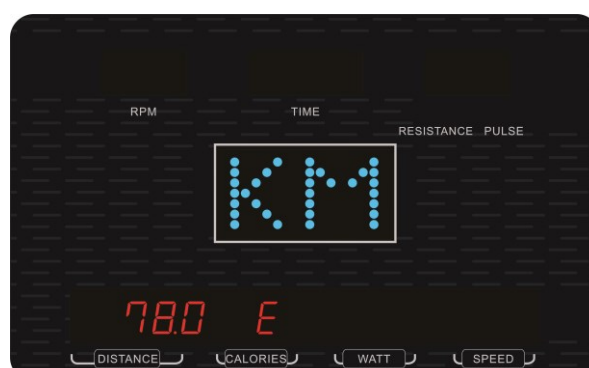 RPM TIME
RESISTANCE PULSE
KM
78.0 E
DISTANCE CALORIES WATT SPEED